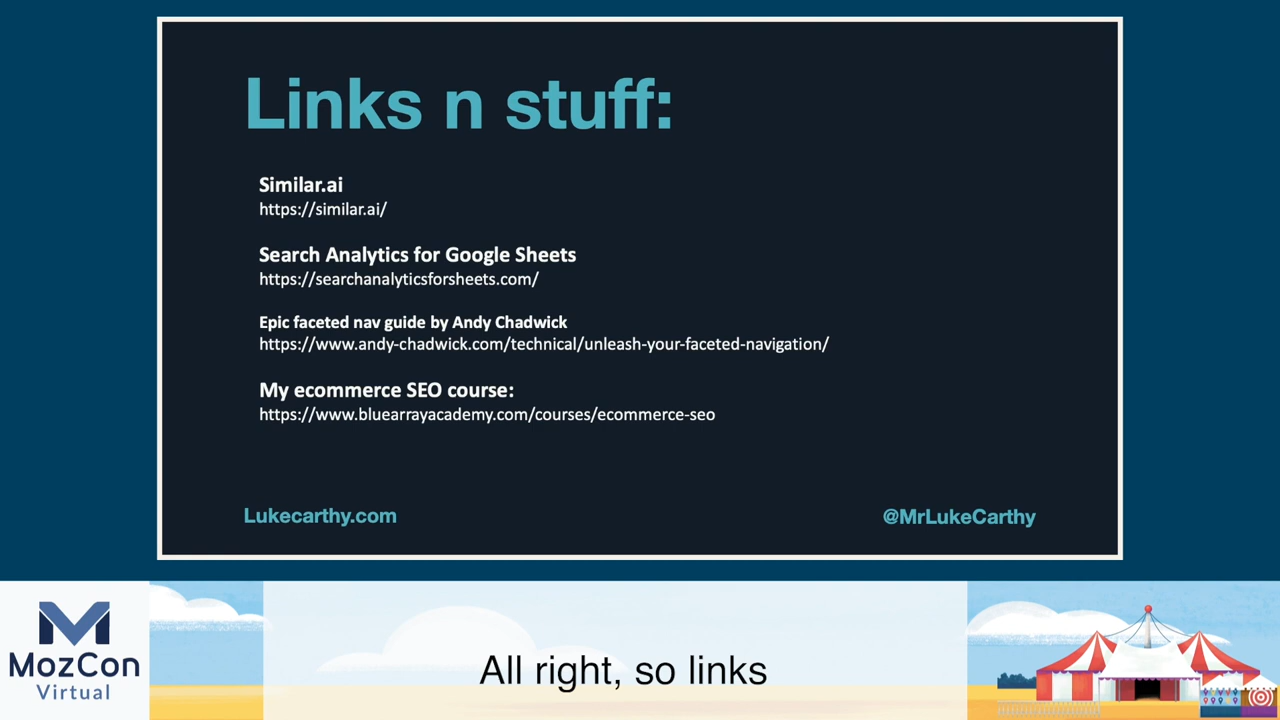 Links n stuff:
Similar.ai
https://similar.ai/
Search Analytics for Google Sheets
https://searchanalyticsforsheets.com/
Epic faceted nav guide by Andy Chadwick
https://www.andy-chadwick.com/technical/unleash-your-faceted-navigation/
My ecommerce SEO course:
https://www.bluearrayacademy.com/courses/ecommerce-seo
Lukecarthy.com
@MrLukeCarthy
MozCon
Virtual
All right, so links